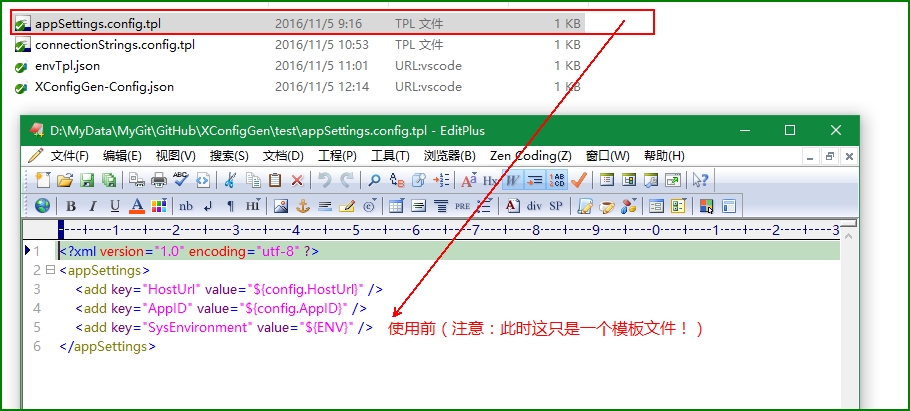 appSettings.config.tpl 2016/11/5 9:16 TPL 文件 1 KB
connectionStrings.config.tpl 2016/11/5 10:53 TPL 文件 1 KB
envTpl.json 2016/11/5 11:01 URL:vscode 1 KB
XConfigGen-Config.json 2016/11/5 12:14 URL:vscode 1 KB
D:\MyData\MyGit\GitHub\XConfigGen\test\appSettings.config.tpl - EditPlus
文件(F) 编辑(E) 视图(V) 搜索(S) 文档(D) 工程(P) 工具(T) 浏览器(B) Zen Coding(Z) 窗口(W) 帮助(H)
ABC Hx W ABCD
B I U A nb ↲ ¶ HI A div SP PRE
1 2 3 4 5 6 7 8 9 0 1 2 3
1 <?xml version="1.0" encoding="utf-8" ?>
2 <appSettings>
3 <add key="HostUrl" value="${config.HostUrl}" />
4 <add key="AppID" value="${config.AppID}" />
5 <add key="SysEnvironment" value="${ENV}" /> 使用前（注意：此时这只是一个模板文件！）
6 </appSettings>